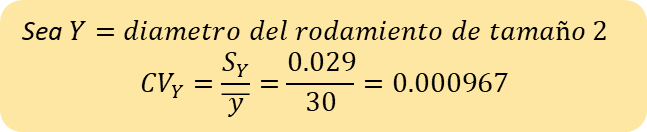 Sea Y = diametro del rodamiento de tamaño 2
CV_Y = S_Y / y̅ = 0.029 / 30 = 0.000967